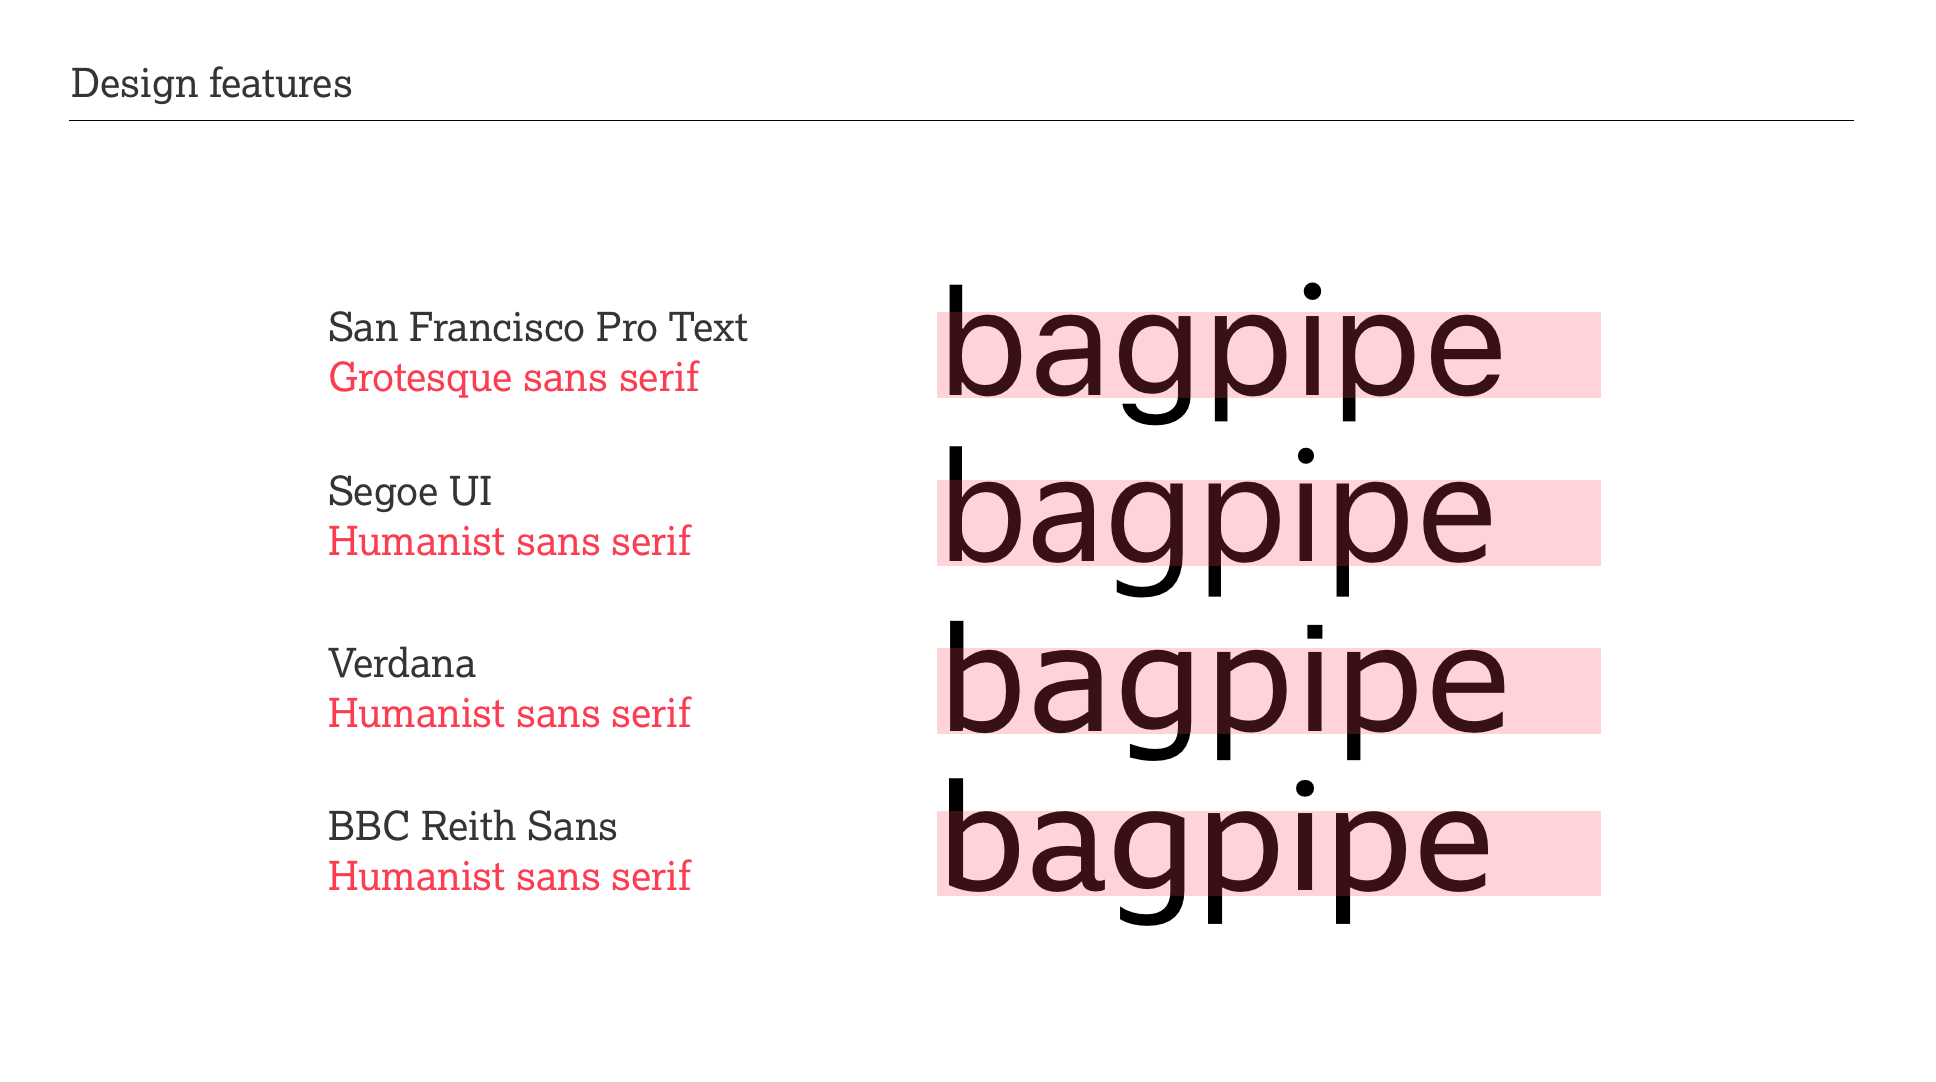 Design features
San Francisco Pro Text
Grotesque sans serif
bagpipe
Segoe UI
Humanist sans serif
bagpipe
Verdana
Humanist sans serif
bagpipe
BBC Reith Sans
Humanist sans serif
bagpipe